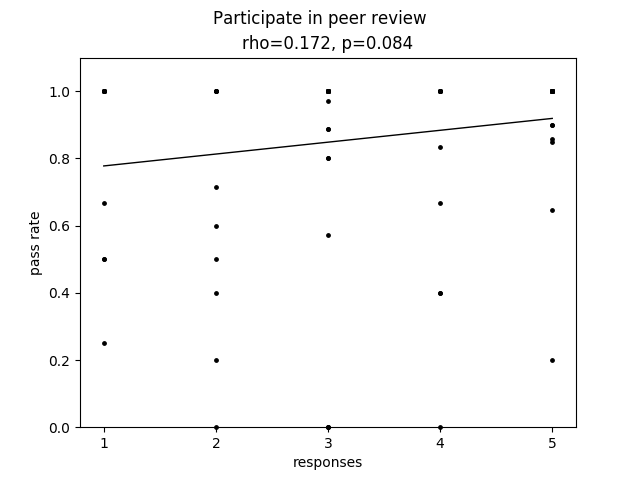 Participate in peer review
rho=0.172, p=0.084
1.0
0.8
0.6
0.4
0.2
0.0
pass rate
1 2 3 4 5
responses